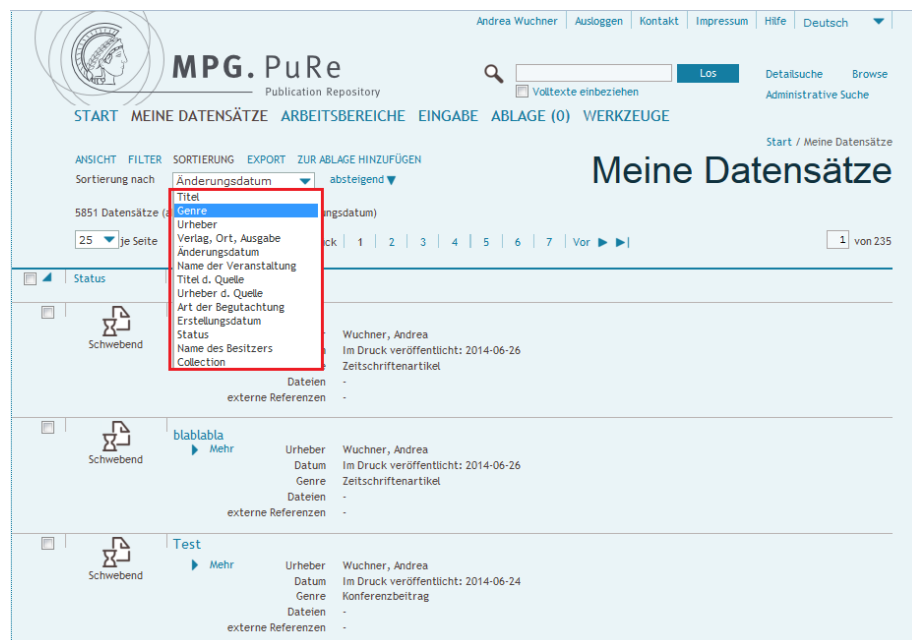 Andrea Wuchner Ausloggen Kontakt Impressum Hilfe Deutsch
MPG. PuRe
Publication Repository
Los
Volltexte einbeziehen
Detailsuche Browse
Administrative Suche
START MEINE DATENSÄTZE ARBEITSBEREICHE EINGABE ABLAGE (0) WERKZEUGE
Start / Meine Datensätze
Meine Datensätze
ANSICHT FILTER SORTIERUNG EXPORT ZUR ABLAGE HINZUFÜGEN
Sortierung nach Änderungsdatum absteigend
5851 Datensätze
25 je Seite 1 2 3 4 5 6 7 Vor 1 von 235
Titel
Genre
Urheber
Verlag, Ort, Ausgabe
Änderungsdatum
Name der Veranstaltung
Titel d. Quelle
Urheber d. Quelle
Art der Begutachtung
Erstellungsdatum
Status
Name des Besitzers
Collection
Status
Schwebend
Wuchner, Andrea
Im Druck veröffentlicht: 2014-06-26
Zeitschriftenartikel
Dateien -
externe Referenzen -
blablabla
Schwebend
Mehr Urheber Wuchner, Andrea
Datum Im Druck veröffentlicht: 2014-06-26
Genre Zeitschriftenartikel
Dateien -
externe Referenzen -
Test
Schwebend
Mehr Urheber Wuchner, Andrea
Datum Im Druck veröffentlicht: 2014-06-24
Genre Konferenzbeitrag
Dateien -
externe Referenzen -